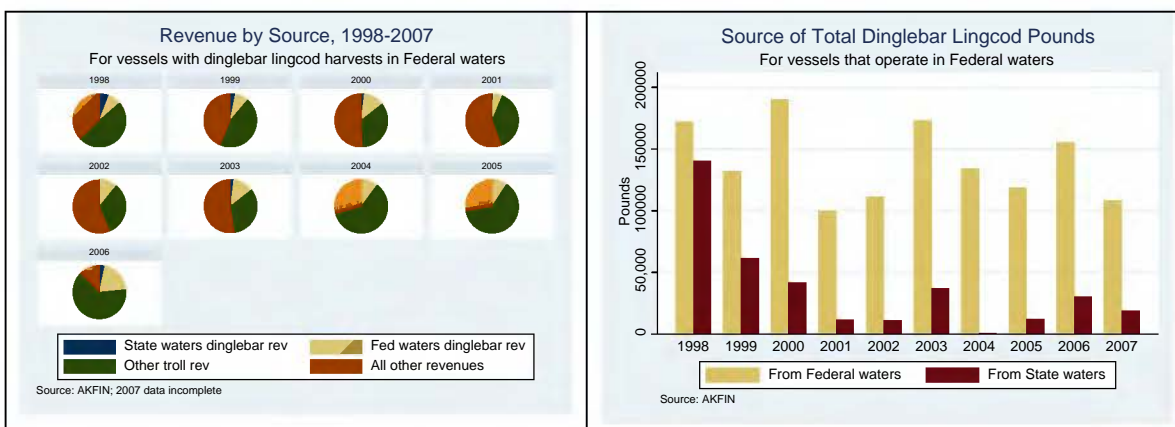 Revenue by Source, 1998-2007
For vessels with dinglebar lingcod harvests in Federal waters
1998 1999 2000 2001
2002 2003 2004 2005
2006
State waters dinglebar rev Fed waters dinglebar rev
Other troll rev All other revenues
Source: AKFIN; 2007 data incomplete
Source of Total Dinglebar Lingcod Pounds
For vessels that operate in Federal waters
Pounds
200000
150000
100000
50,000
0
1998 1999 2000 2001 2002 2003 2004 2005 2006 2007
From Federal waters From State waters
Source: AKFIN